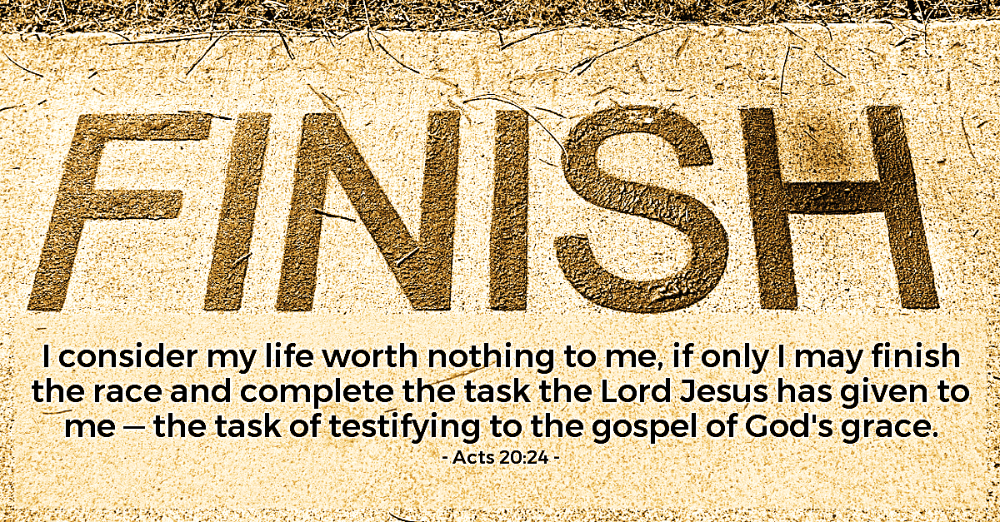 FINISH
I consider my life worth nothing to me, if only I may finish
the race and complete the task the Lord Jesus has given to
me — the task of testifying to the gospel of God's grace.
- Acts 20:24 -